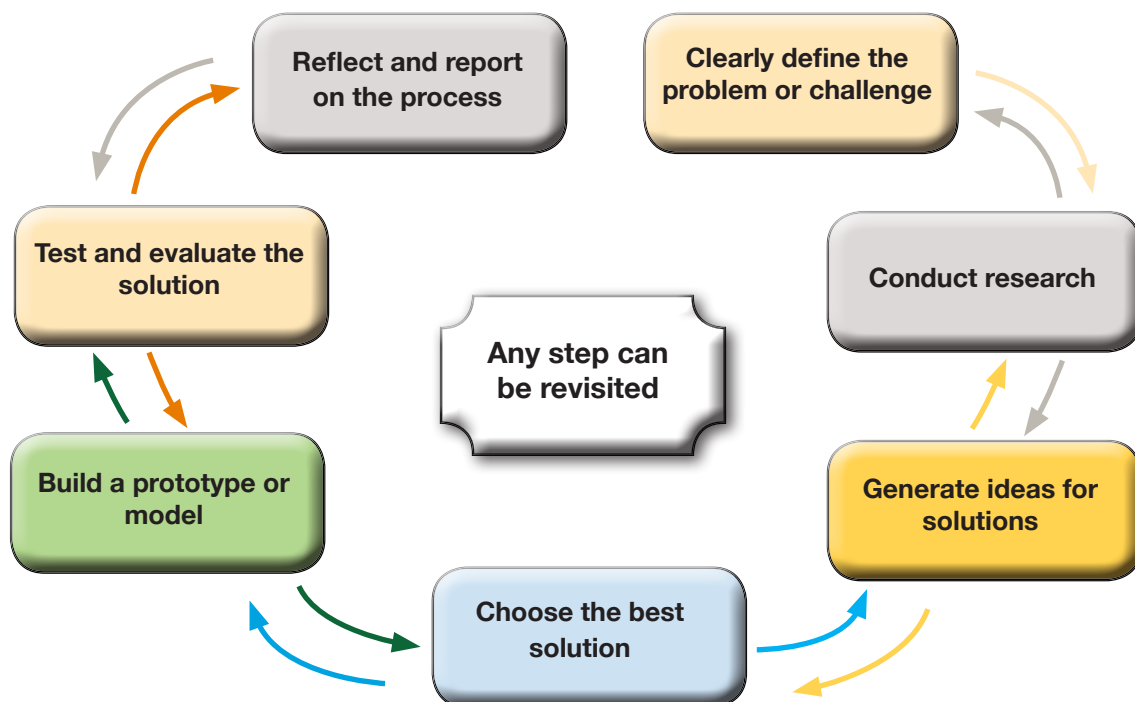 Clearly define the
problem or challenge
Conduct research
Generate ideas for
solutions
Choose the best
solution
Build a prototype or
model
Test and evaluate the
solution
Reflect and report
on the process
Any step can
be revisited